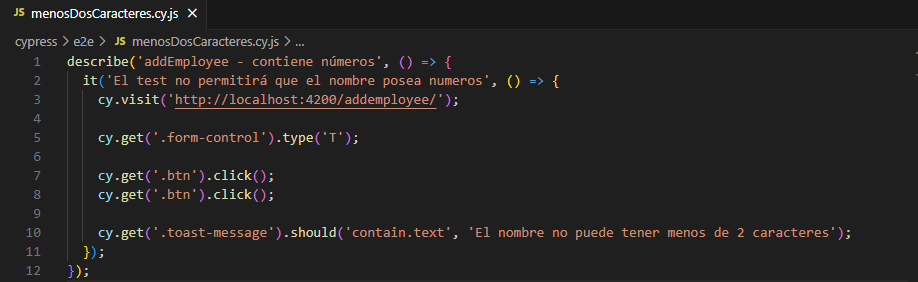 JS menosDosCaracteres.cy.js ×
cypress > e2e > JS menosDosCaracteres.cy.js > ...
1 describe('addEmployee - contiene números', () => {
2 it('El test no permitirá que el nombre posea numeros', () => {
3 cy.visit('http://localhost:4200/addemployee/');
4
5 cy.get('.form-control').type('T');
6
7 cy.get('.btn').click();
8 cy.get('.btn').click();
9
10 cy.get('.toast-message').should('contain.text', 'El nombre no puede tener menos de 2 caracteres');
11 });
12 });